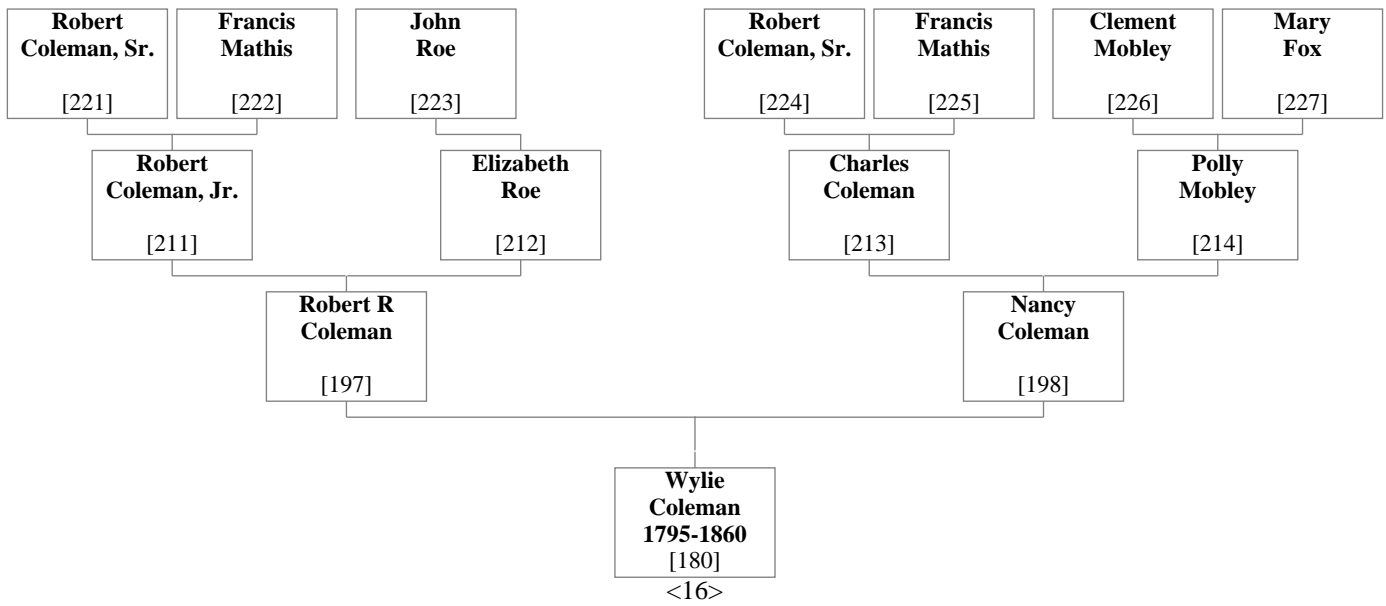 Robert
Coleman, Sr.
[221]
Francis
Mathis
[222]
John
Roe
[223]
Robert
Coleman, Sr.
[224]
Francis
Mathis
[225]
Clement
Mobley
[226]
Mary
Fox
[227]
Robert
Coleman, Jr.
[211]
Elizabeth
Roe
[212]
Charles
Coleman
[213]
Polly
Mobley
[214]
Robert R
Coleman
[197]
Nancy
Coleman
[198]
Wylie
Coleman
1795-1860
[180]
<16>